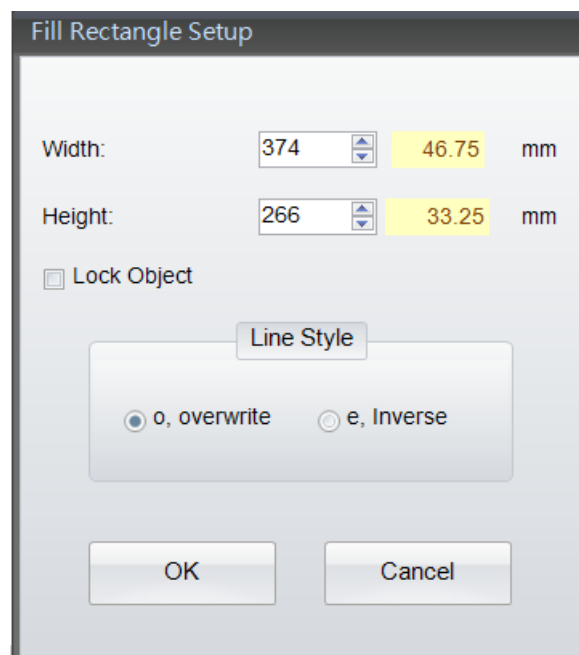 Fill Rectangle Setup
Width: 374 46.75 mm
Height: 266 33.25 mm
Lock Object
Line Style
o, overwrite e, Inverse
OK Cancel